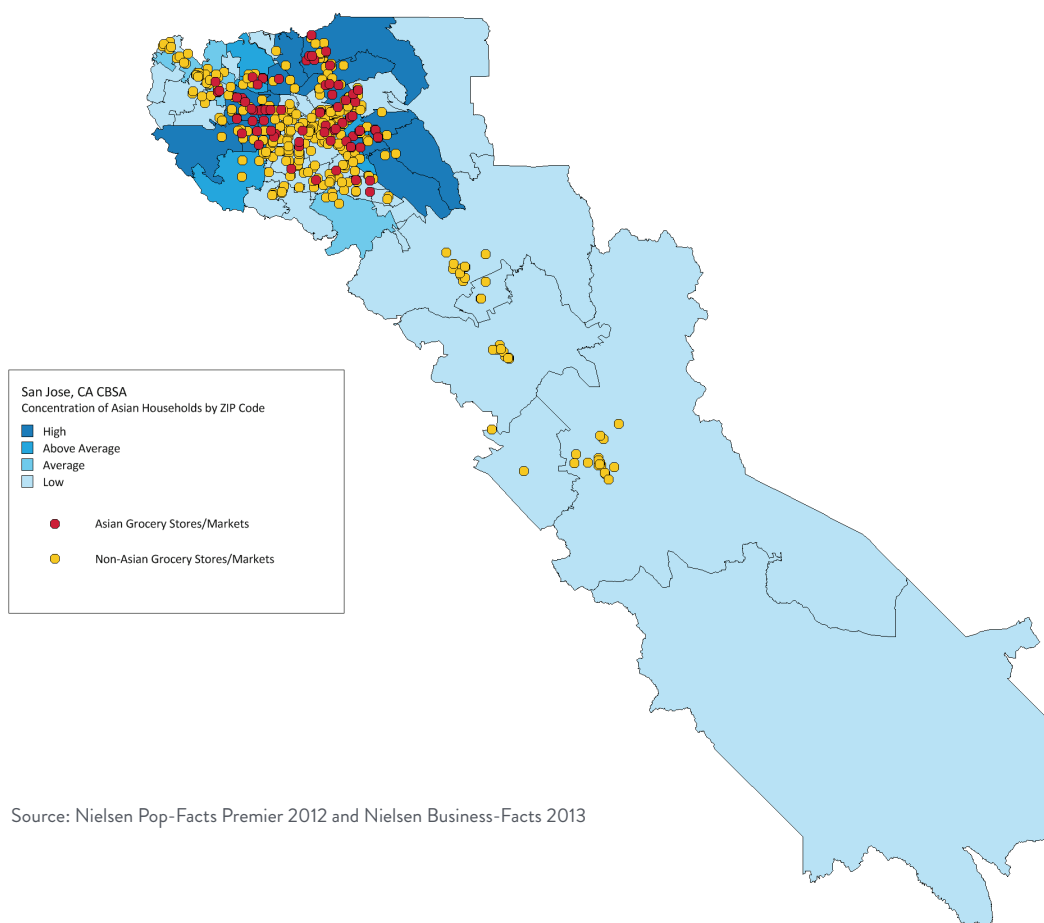 San Jose, CA CBSA
Concentration of Asian Households by ZIP Code
High
Above Average
Average
Low
Asian Grocery Stores/Markets
Non-Asian Grocery Stores/Markets
Source: Nielsen Pop-Facts Premier 2012 and Nielsen Business-Facts 2013